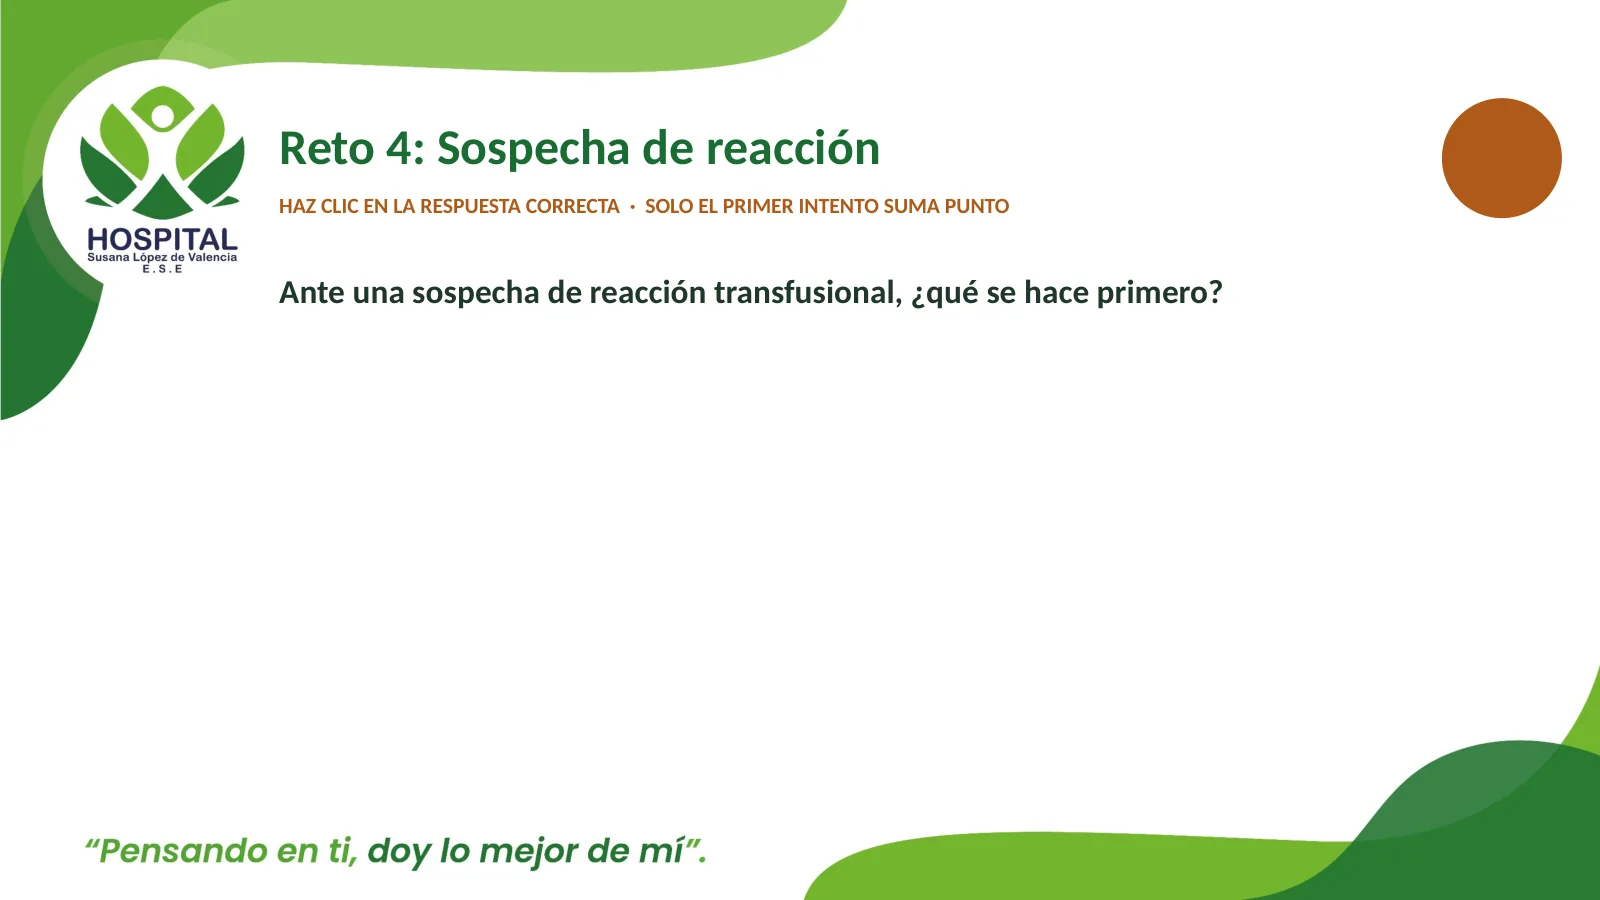 Reto 4: Sospecha de reacción
HAZ CLIC EN LA RESPUESTA CORRECTA · SOLO EL PRIMER INTENTO SUMA PUNTO
HOSPITAL
Susana López de Valencia
E.S.E
Ante una sospecha de reacción transfusional, ¿qué se hace primero?
“Pensando en ti, doy lo mejor de mí”.